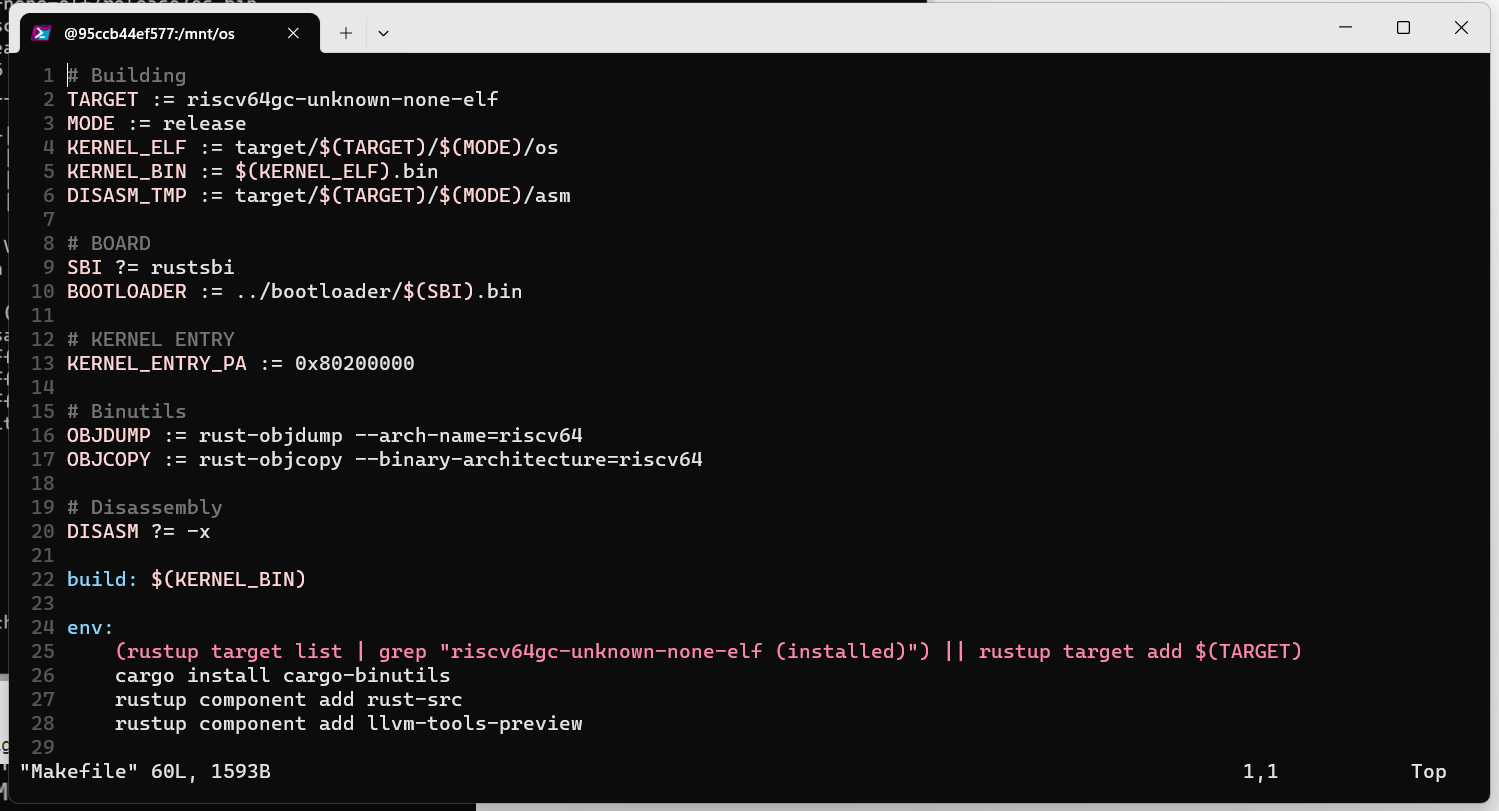 none-elf/release/os.bin
@95ccb44ef577:/mnt/os
1 # Building
2 TARGET := riscv64gc-unknown-none-elf
3 MODE := release
4 KERNEL_ELF := target/$(TARGET)/$(MODE)/os
5 KERNEL_BIN := $(KERNEL_ELF).bin
6 DISASM_TMP := target/$(TARGET)/$(MODE)/asm
7
8 # BOARD
9 SBI ?= rustsbi
10 BOOTLOADER := ../bootloader/$(SBI).bin
11
12 # KERNEL ENTRY
13 KERNEL_ENTRY_PA := 0x80200000
14
15 # Binutils
16 OBJDUMP := rust-objdump --arch-name=riscv64
17 OBJCOPY := rust-objcopy --binary-architecture=riscv64
18
19 # Disassembly
20 DISASM ?= -x
21
22 build: $(KERNEL_BIN)
23
24 env:
25 (rustup target list | grep "riscv64gc-unknown-none-elf (installed)") || rustup target add $(TARGET)
26 cargo install cargo-binutils
27 rustup component add rust-src
28 rustup component add llvm-tools-preview
29
"Makefile" 60L, 1593B 1,1 Top